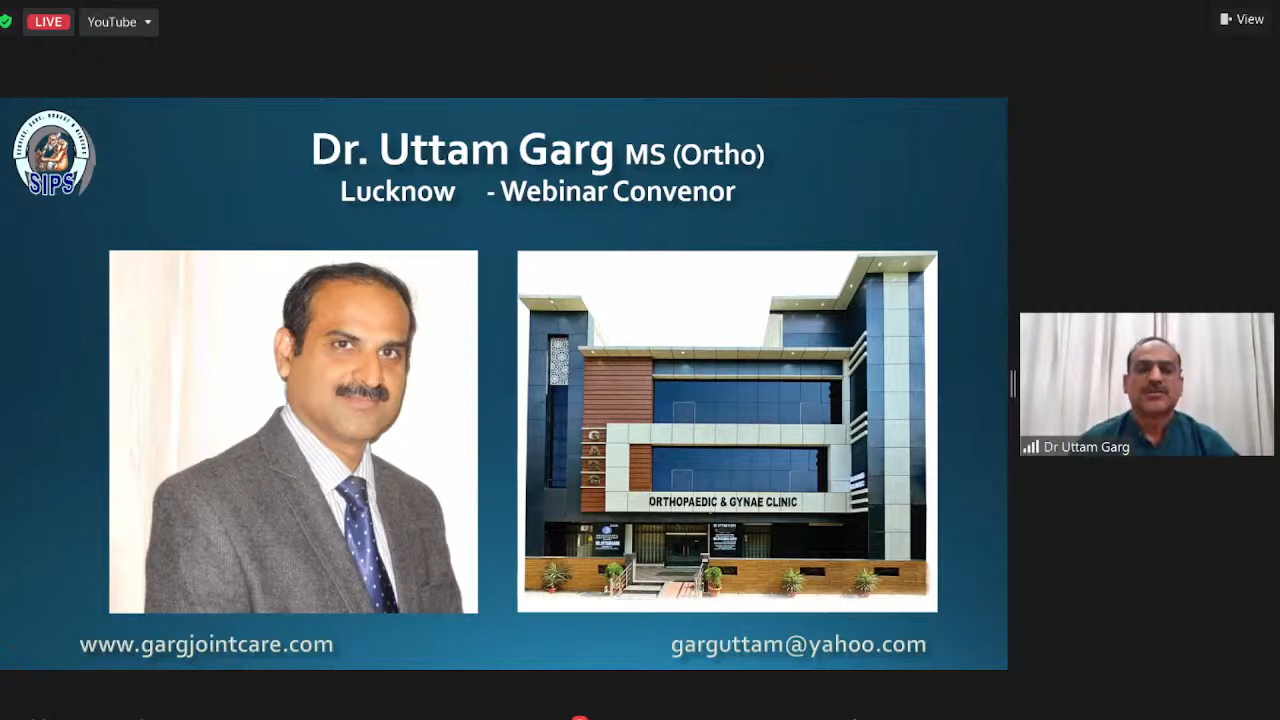 LIVE
YouTube
View
SIPS
Dr. Uttam Garg MS (Ortho)
Lucknow - Webinar Convenor
GARG
ORTHOPAEDIC & GYNAE CLINIC
Dr Uttam Garg
www.gargjointcare.com
garguttam@yahoo.com